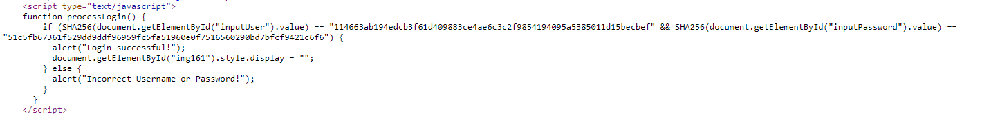 <script type="text/javascript">
function processLogin() {
if (SHA256(document.getElementById("inputUser").value) == "114663ab194edcb3f61d409883ce4ae6c3c2f9854194095a5385011d15becbef" && SHA256(document.getElementById("inputPassword").value) ==
"51c5fb67361f529dd9ddf96959fc5fa51960e0f7516560290bd7bfcf9421c6f6") {
alert("Login successful!");
document.getElementById("img161").style.display = "";
} else {
alert("Incorrect Username or Password!");
}
}
</script>